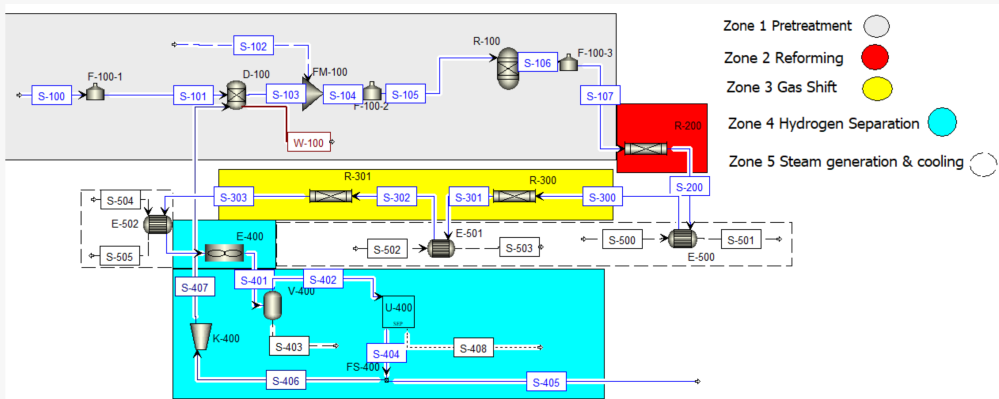 Zone 1 Pretreatment
Zone 2 Reforming
Zone 3 Gas Shift
Zone 4 Hydrogen Separation
Zone 5 Steam generation & cooling
S-102
R-100
S-106
F-100-3
F-100-1
D-100
FM-100
S-100
S-101
S-103
S-104
S-105
F-100-2
S-107
W-100
R-200
S-200
R-301
R-300
S-303
S-302
S-301
S-300
S-504
E-502
S-505
E-400
E-501
S-502
S-503
S-500
S-501
E-500
S-407
S-401
S-402
V-400
U-400
SEP
K-400
S-403
S-404
S-408
FS-400
S-406
S-405